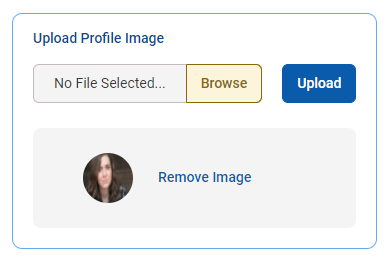 Upload Profile Image
No File Selected... Browse Upload
Remove Image